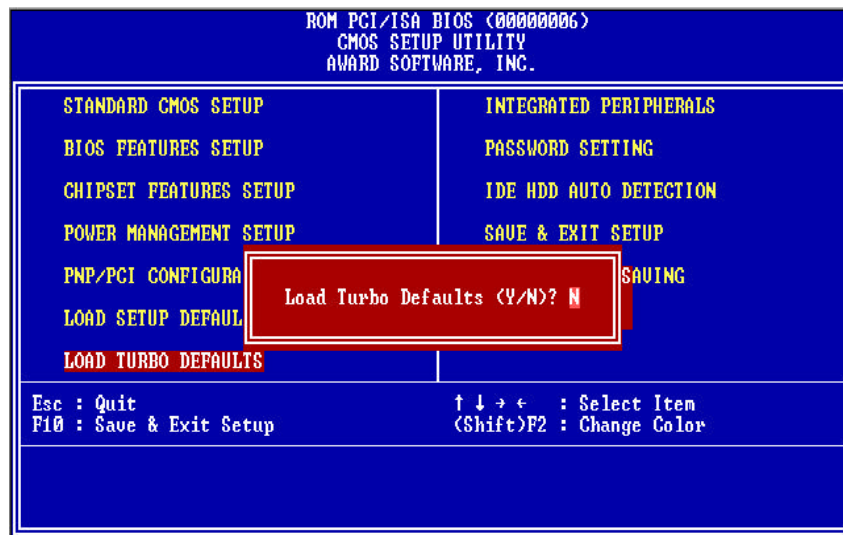 ROM PCI/ISA BIOS (00000006)
CMOS SETUP UTILITY
AWARD SOFTWARE, INC.
STANDARD CMOS SETUP
BIOS FEATURES SETUP
CHIPSET FEATURES SETUP
POWER MANAGEMENT SETUP
PNP/PCI CONFIGURA
LOAD SETUP DEFAUL
LOAD TURBO DEFAULTS
INTEGRATED PERIPHERALS
PASSWORD SETTING
IDE HDD AUTO DETECTION
SAVE & EXIT SETUP
SAVING
Load Turbo Defaults (Y/N)? N
Esc : Quit
F10 : Save & Exit Setup
↑ ↓ → ← : Select Item
(Shift)F2 : Change Color